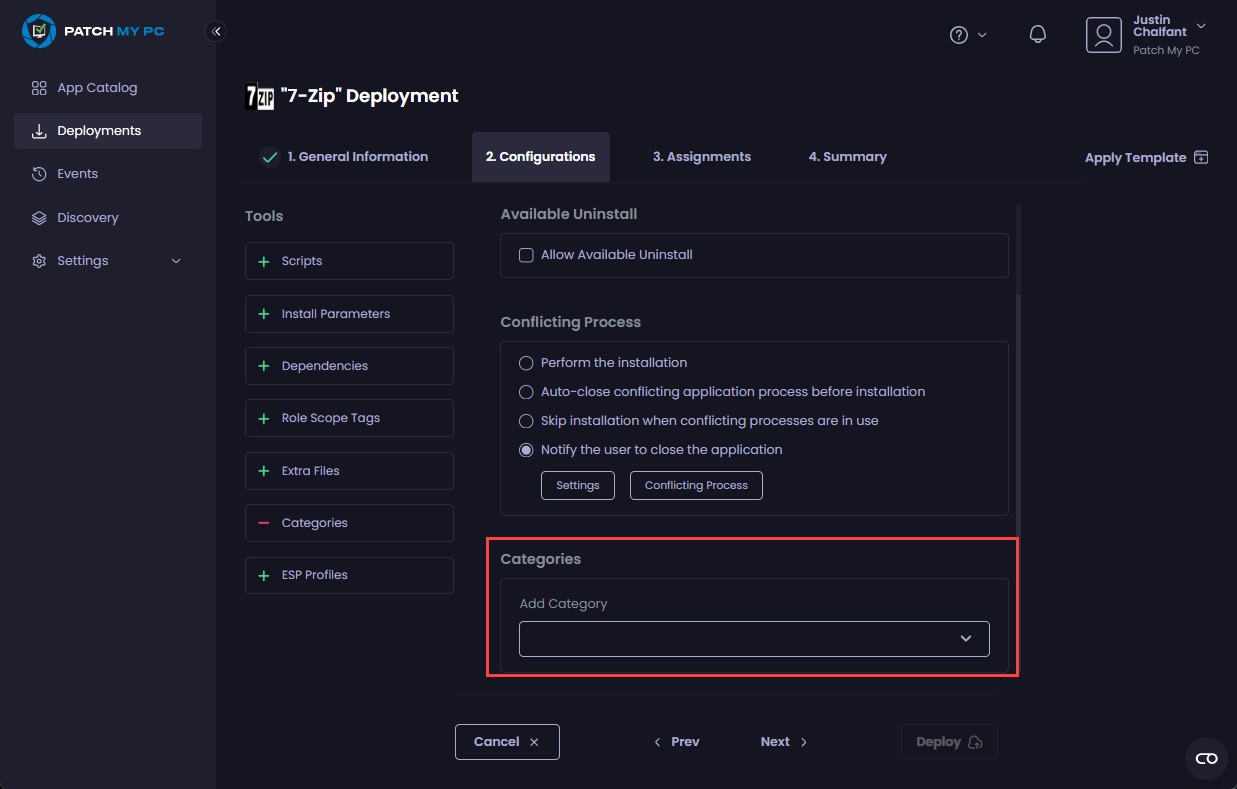 PATCH MY PC
Justin
Chalfant
Patch My PC
App Catalog
Deployments
Events
Discovery
Settings
7ZIP
"7-Zip" Deployment
1. General Information
2. Configurations
3. Assignments
4. Summary
Apply Template
Tools
Scripts
Install Parameters
Dependencies
Role Scope Tags
Extra Files
Categories
ESP Profiles
Available Uninstall
Allow Available Uninstall
Conflicting Process
Perform the installation
Auto-close conflicting application process before installation
Skip installation when conflicting processes are in use
Notify the user to close the application
Settings
Conflicting Process
Categories
Add Category
Cancel
Prev
Next
Deploy